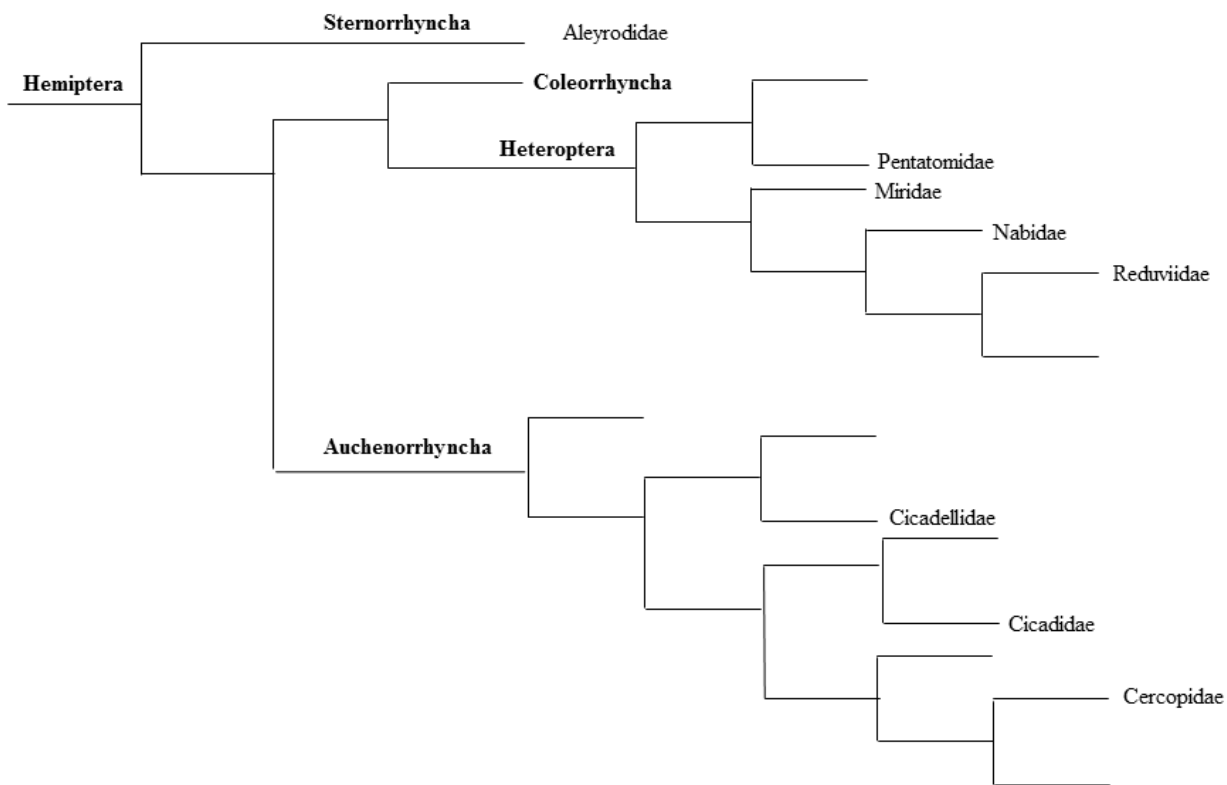 Sternorrhyncha
Aleyrodidae
Hemiptera
Coleorrhyncha
Heteroptera
Pentatomidae
Miridae
Nabidae
Reduviidae
Auchenorrhyncha
Cicadellidae
Cicadidae
Cercopidae